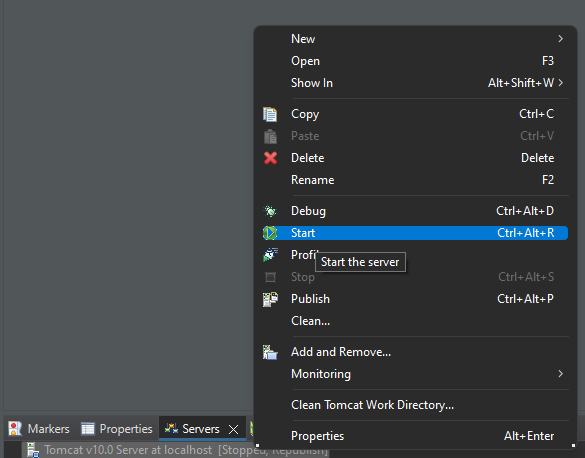 New
Open F3
Show In Alt+Shift+W
Copy Ctrl+C
Paste Ctrl+V
Delete Delete
Rename F2
Debug Ctrl+Alt+D
Start Ctrl+Alt+R
Start the server
Stop Ctrl+Alt+S
Publish Ctrl+Alt+P
Clean...
Add and Remove...
Monitoring
Clean Tomcat Work Directory...
Properties Alt+Enter
Markers Properties Servers
Tomcat v10.0 Server at localhost [Stopped, Republish]